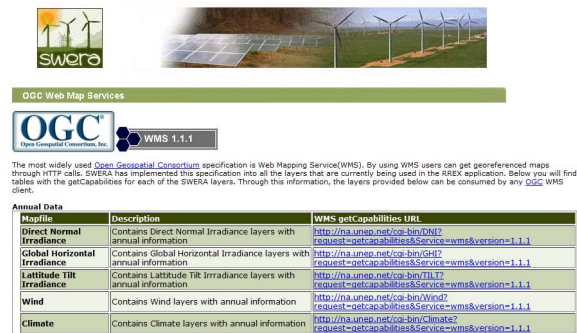 swera
OGC Web Map Services
OGC®
Open Geospatial Consortium, Inc.
WMS 1.1.1
The most widely used Open Geospatial Consortium specification is Web Mapping Service(WMS). By using WMS users can get georeferenced maps
through HTTP calls. SWERA has implemented this specification into all the layers that are currently being used in the RREX application. Below you will find
tables with the getCapabilities for each of the SWERA layers. Through this information, the layers provided below can be consumed by any OGC WMS
client.
Annual Data
Mapfile Description WMS getCapabilities URL
Direct Normal Irradiance Contains Direct Normal Irradiance layers with annual information http://na.unep.net/cgi-bin/DNI?request=getcapabilities&Service=wms&version=1.1.1
Global Horizontal Irradiance Contains Global Horizontal Irradiance layers with annual information http://na.unep.net/cgi-bin/GHI?request=getcapabilities&Service=wms&version=1.1.1
Lattitude Tilt Irradiance Contains Lattitude Tilt Irrradiance layers with annual information http://na.unep.net/cgi-bin/TILT?request=getcapabilities&Service=wms&version=1.1.1
Wind Contains Wind layers with annual information http://na.unep.net/cgi-bin/Wind?request=getcapabilities&Service=wms&version=1.1.1
Climate Contains Climate layers with annual information http://na.unep.net/cgi-bin/Climate?request=getcapabilities&Service=wms&version=1.1.1